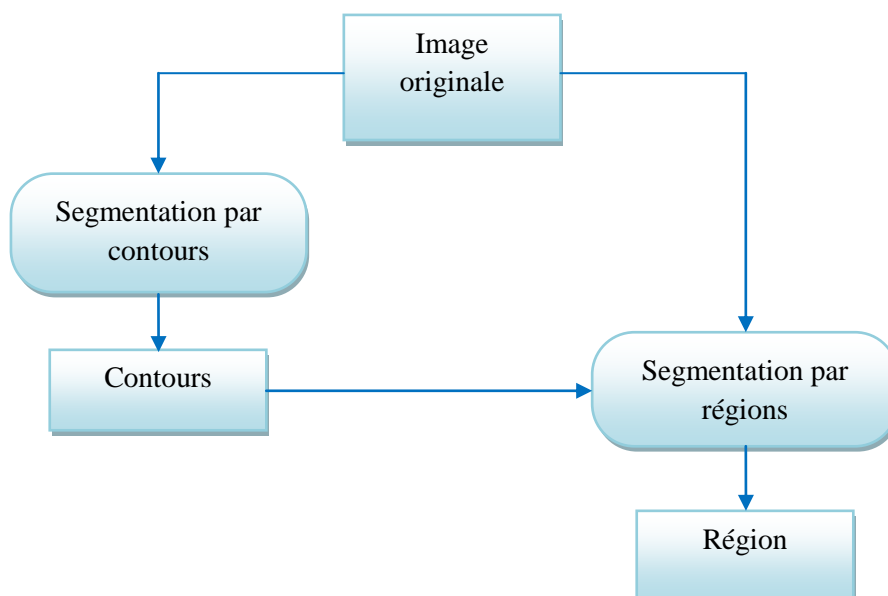 Image
originale
Segmentation par
contours
Contours
Segmentation par
régions
Région